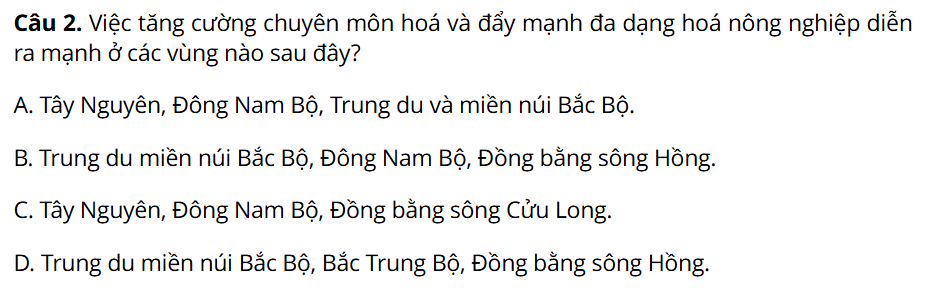 Câu 2. Việc tăng cường chuyên môn hoá và đẩy mạnh đa dạng hoá nông nghiệp diễn
ra mạnh ở các vùng nào sau đây?
A. Tây Nguyên, Đông Nam Bộ, Trung du và miền núi Bắc Bộ.
B. Trung du miền núi Bắc Bộ, Đông Nam Bộ, Đồng bằng sông Hồng.
C. Tây Nguyên, Đông Nam Bộ, Đồng bằng sông Cửu Long.
D. Trung du miền núi Bắc Bộ, Bắc Trung Bộ, Đồng bằng sông Hồng.